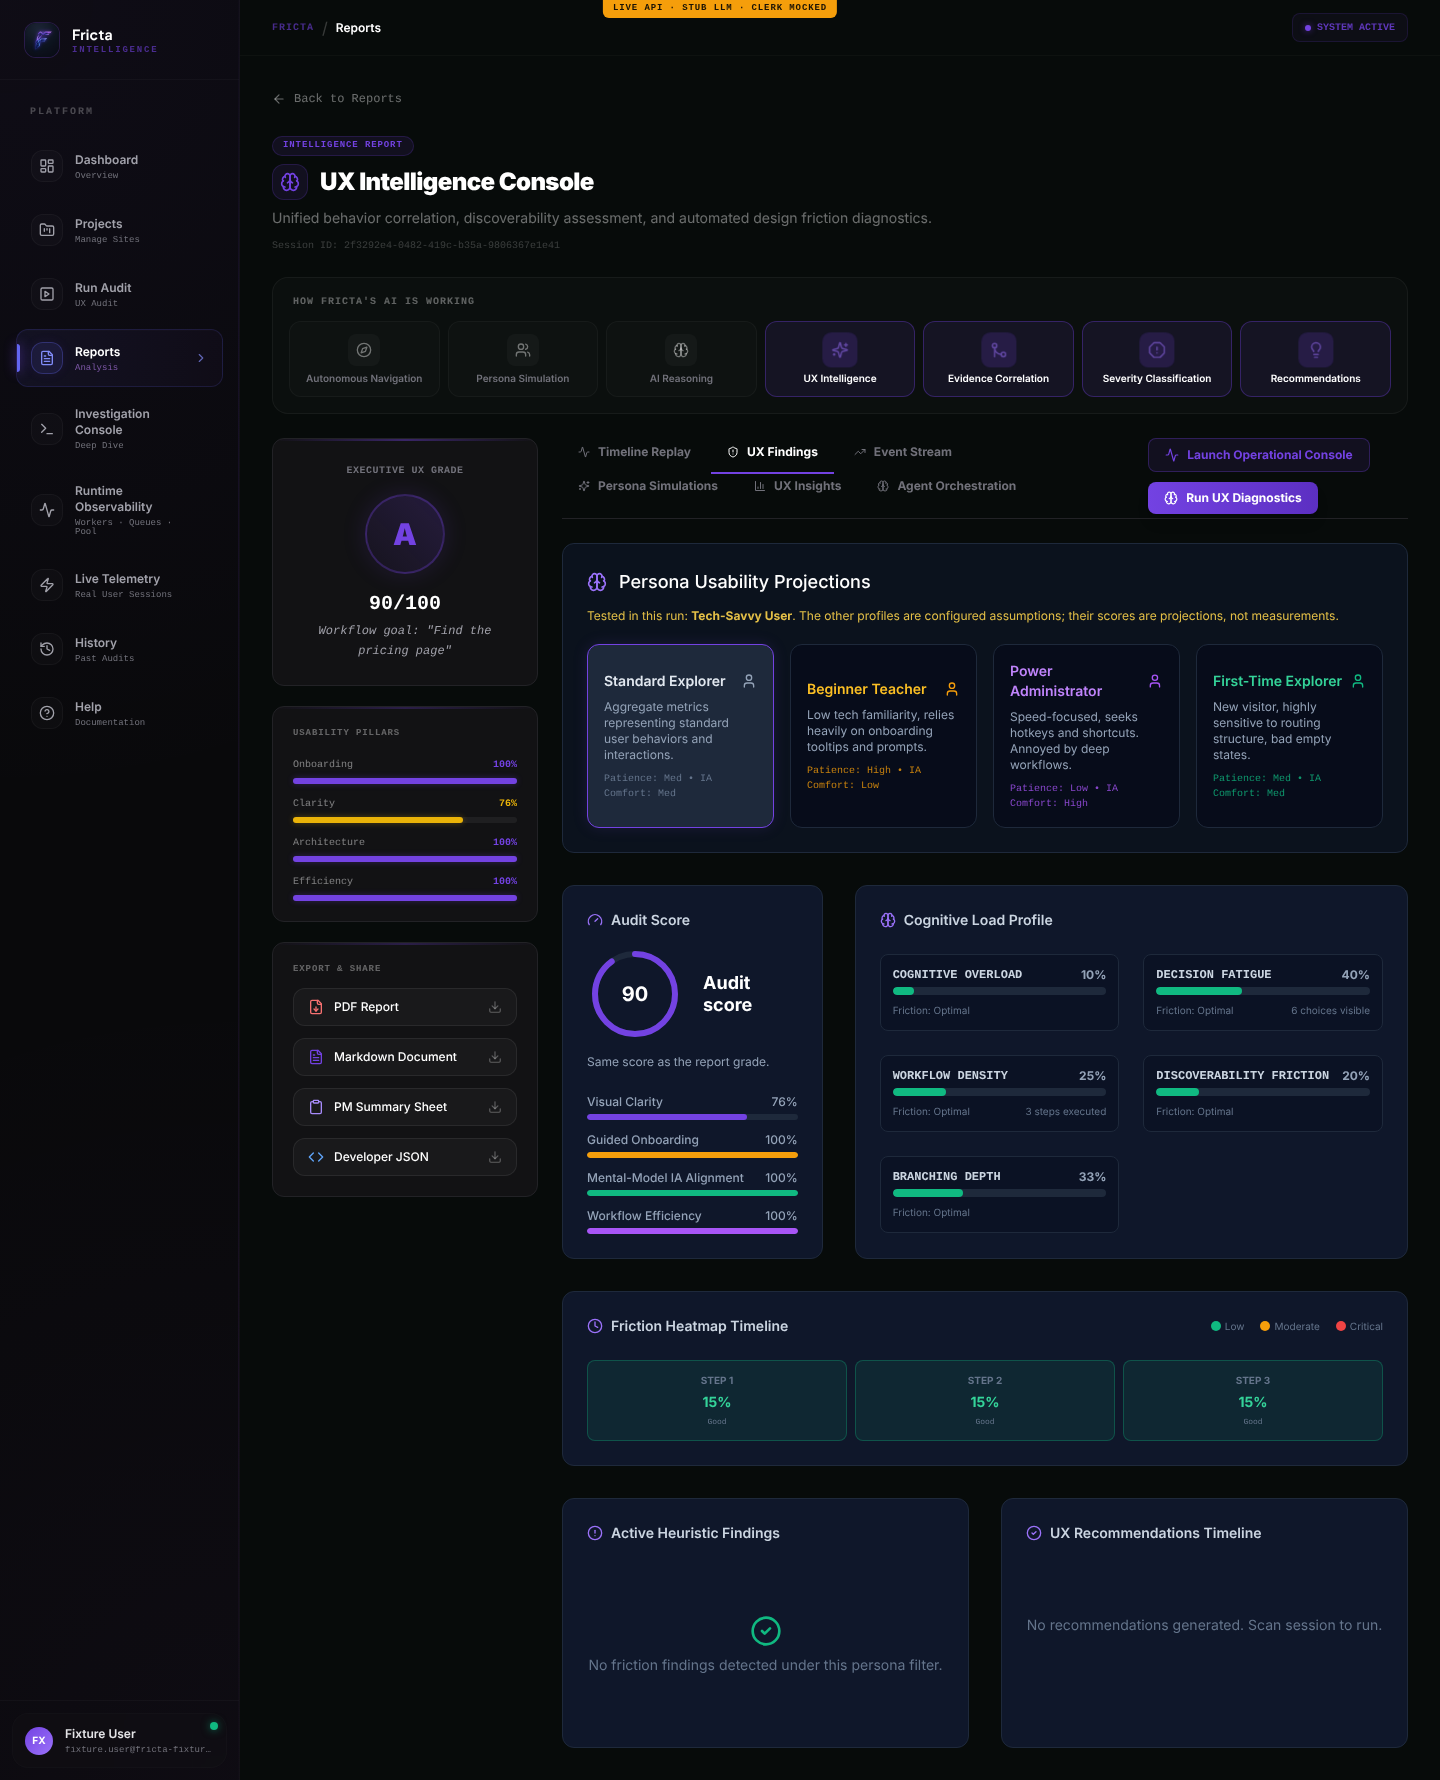 LIVE API · STUB LLM · CLERK MOCKED
Fricta
INTELLIGENCE
FRICTA / Reports
SYSTEM ACTIVE
PLATFORM
Dashboard
Overview
Projects
Manage Sites
Run Audit
UX Audit
Reports
Analysis
Investigation
Console
Deep Dive
Runtime
Observability
Workers · Queues ·
Pool
Live Telemetry
Real User Sessions
History
Past Audits
Help
Documentation
FX
Fixture User
fixture.user@fricta-fixtur…
Back to Reports
INTELLIGENCE REPORT
UX Intelligence Console
Unified behavior correlation, discoverability assessment, and automated design friction diagnostics.
Session ID: 2f3292e4-0482-419c-b35a-9806367e1e41
HOW FRICTA'S AI IS WORKING
Autonomous Navigation
Persona Simulation
AI Reasoning
UX Intelligence
Evidence Correlation
Severity Classification
Recommendations
EXECUTIVE UX GRADE
A
90/100
Workflow goal: "Find the
pricing page"
USABILITY PILLARS
Onboarding 100%
Clarity 76%
Architecture 100%
Efficiency 100%
EXPORT & SHARE
PDF Report
Markdown Document
PM Summary Sheet
Developer JSON
Timeline Replay
UX Findings
Event Stream
Persona Simulations
UX Insights
Agent Orchestration
Launch Operational Console
Run UX Diagnostics
Persona Usability Projections
Tested in this run: Tech-Savvy User. The other profiles are configured assumptions; their scores are projections, not measurements.
Standard Explorer
Aggregate metrics
representing standard
user behaviors and
interactions.
Patience: Med • IA
Comfort: Med
Beginner Teacher
Low tech familiarity, relies
heavily on onboarding
tooltips and prompts.
Patience: High • IA
Comfort: Low
Power
Administrator
Speed-focused, seeks
hotkeys and shortcuts.
Annoyed by deep
workflows.
Patience: Low • IA
Comfort: High
First-Time Explorer
New visitor, highly
sensitive to routing
structure, bad empty
states.
Patience: Med • IA
Comfort: Med
Audit Score
90
Audit
score
Same score as the report grade.
Visual Clarity 76%
Guided Onboarding 100%
Mental-Model IA Alignment 100%
Workflow Efficiency 100%
Cognitive Load Profile
COGNITIVE OVERLOAD 10%
Friction: Optimal
DECISION FATIGUE 40%
Friction: Optimal 6 choices visible
WORKFLOW DENSITY 25%
Friction: Optimal 3 steps executed
DISCOVERABILITY FRICTION 20%
Friction: Optimal
BRANCHING DEPTH 33%
Friction: Optimal
Friction Heatmap Timeline
Low Moderate Critical
STEP 1
15%
Good
STEP 2
15%
Good
STEP 3
15%
Good
Active Heuristic Findings
No friction findings detected under this persona filter.
UX Recommendations Timeline
No recommendations generated. Scan session to run.